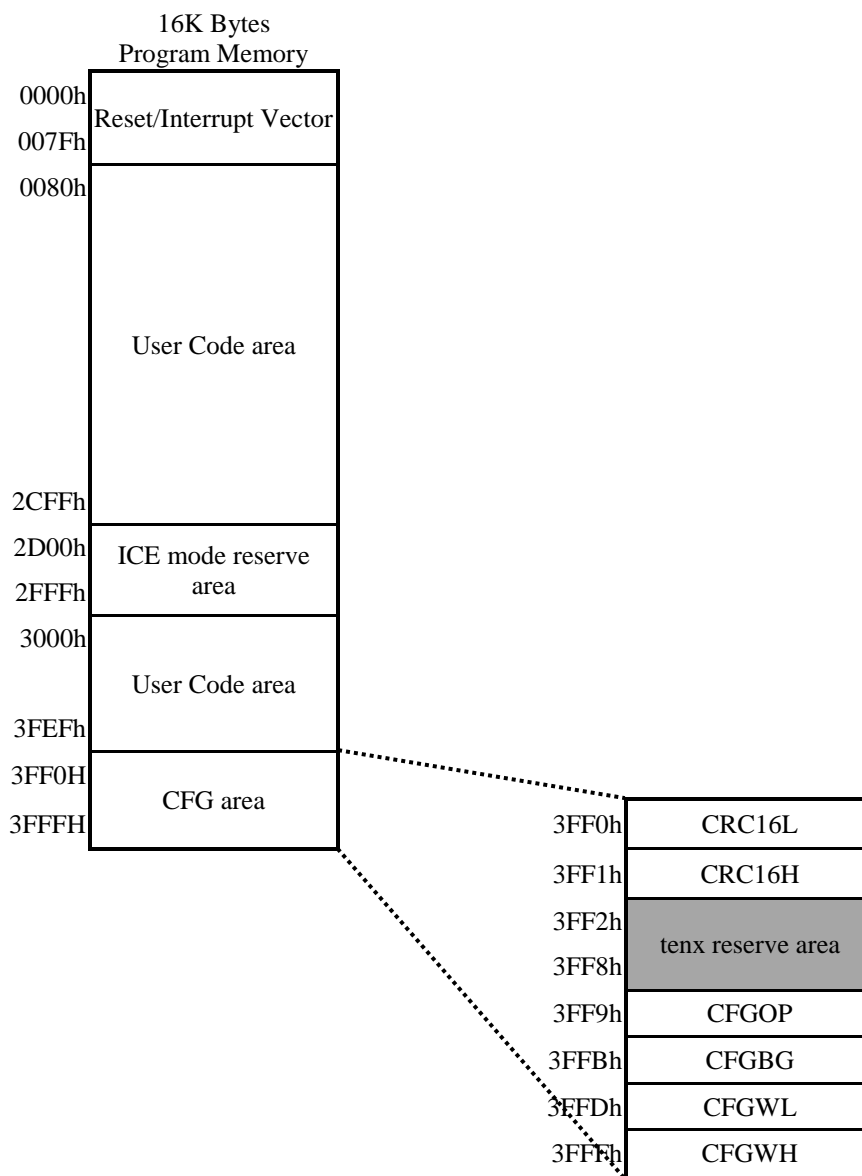 16K Bytes
Program Memory
0000h
Reset/Interrupt Vector
007Fh
0080h
User Code area
2CFFh
2D00h
ICE mode reserve
area
2FFFh
3000h
User Code area
3FEFh
3FF0H
CFG area
3FFFH
3FF0h
CRC16L
3FF1h
CRC16H
3FF2h
tenx reserve area
3FF8h
3FF9h
CFGOP
3FFBh
CFGBG
3FFDh
CFGWL
3FFFh
CFGWH